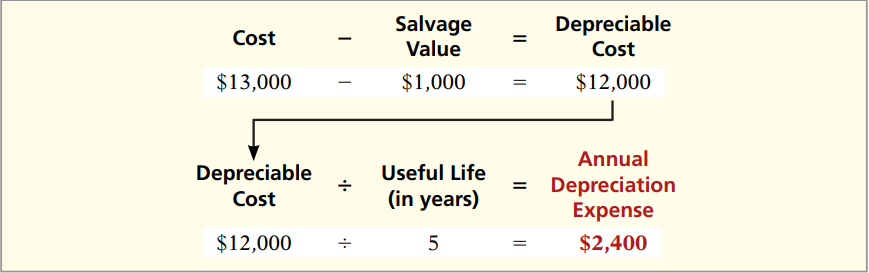 Cost − Salvage Value = Depreciable Cost
$13,000 − $1,000 = $12,000
Depreciable Cost ÷ Useful Life (in years) = Annual Depreciation Expense
$12,000 ÷ 5 = $2,400